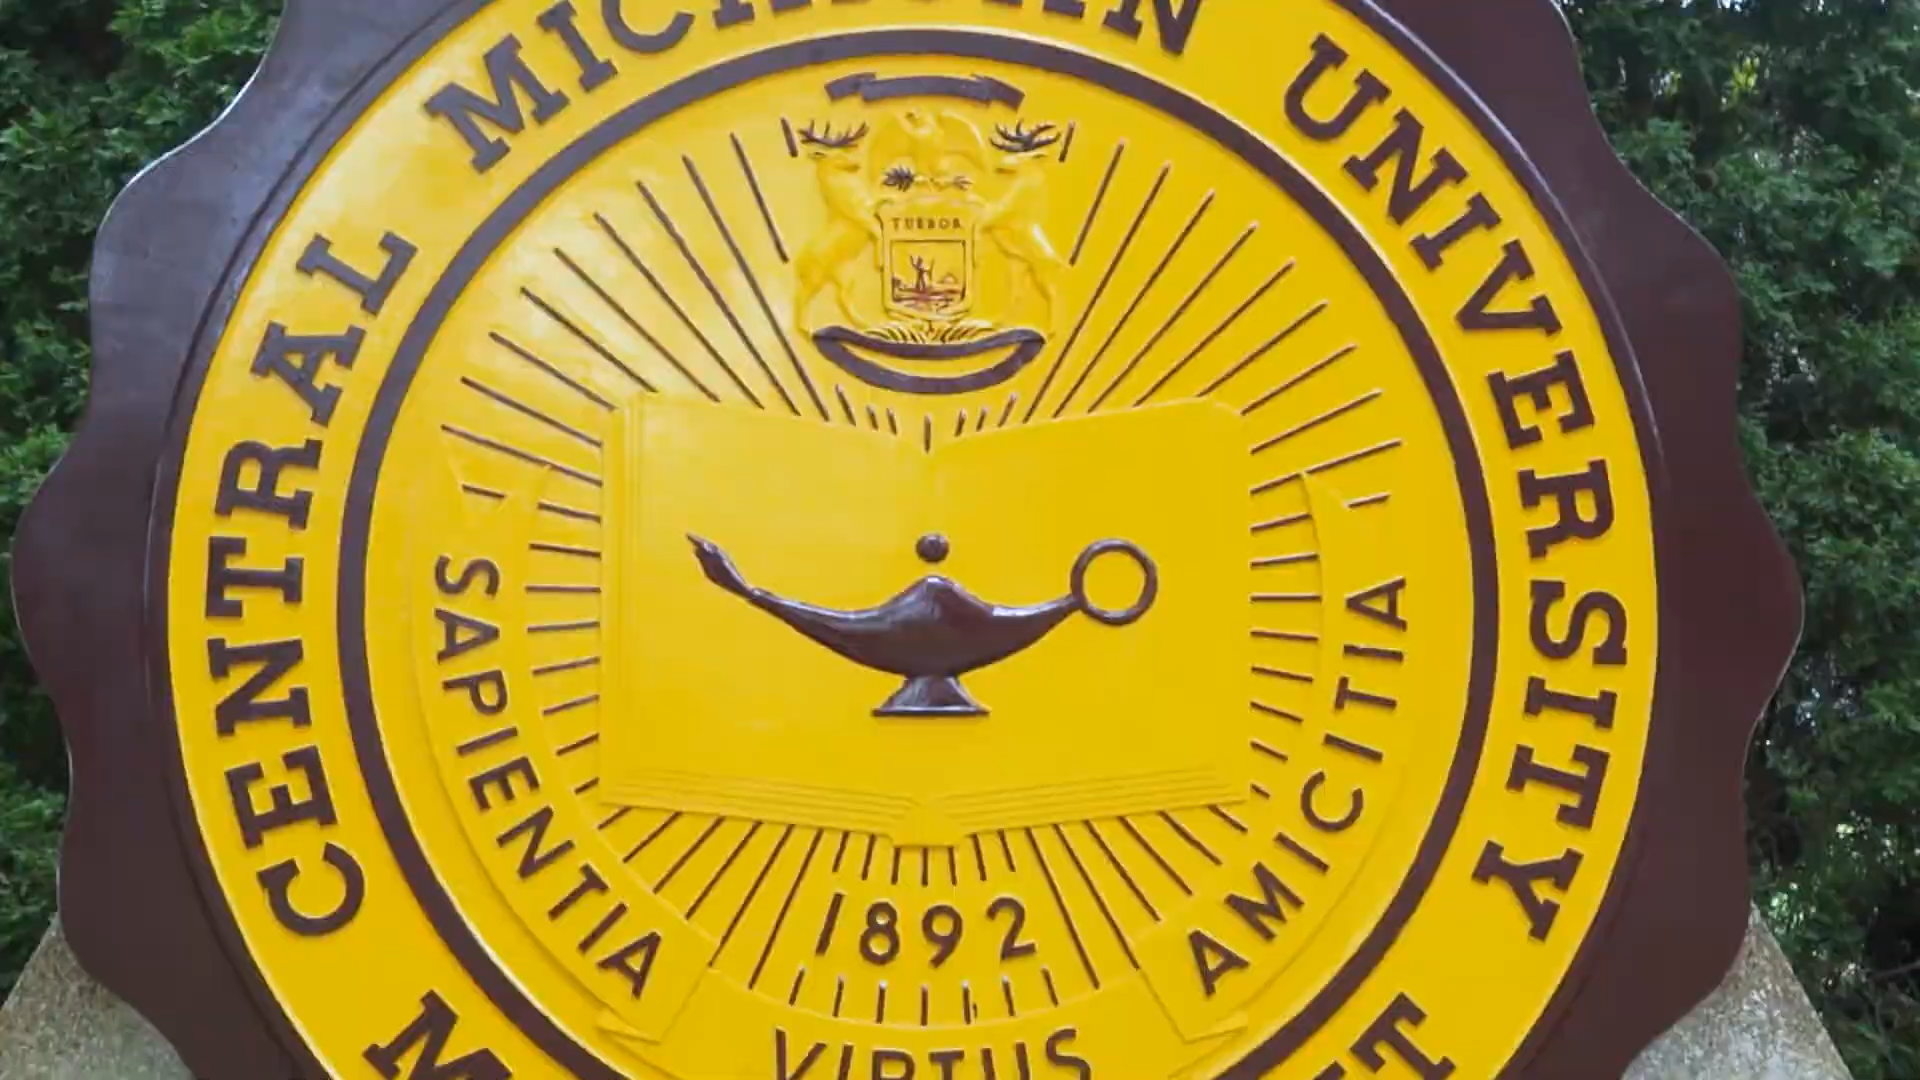 CENTRAL MICHIGAN UNIVERSITY
TUEBOR
SAPIENTIA
VIRTUS
AMICITIA
1892